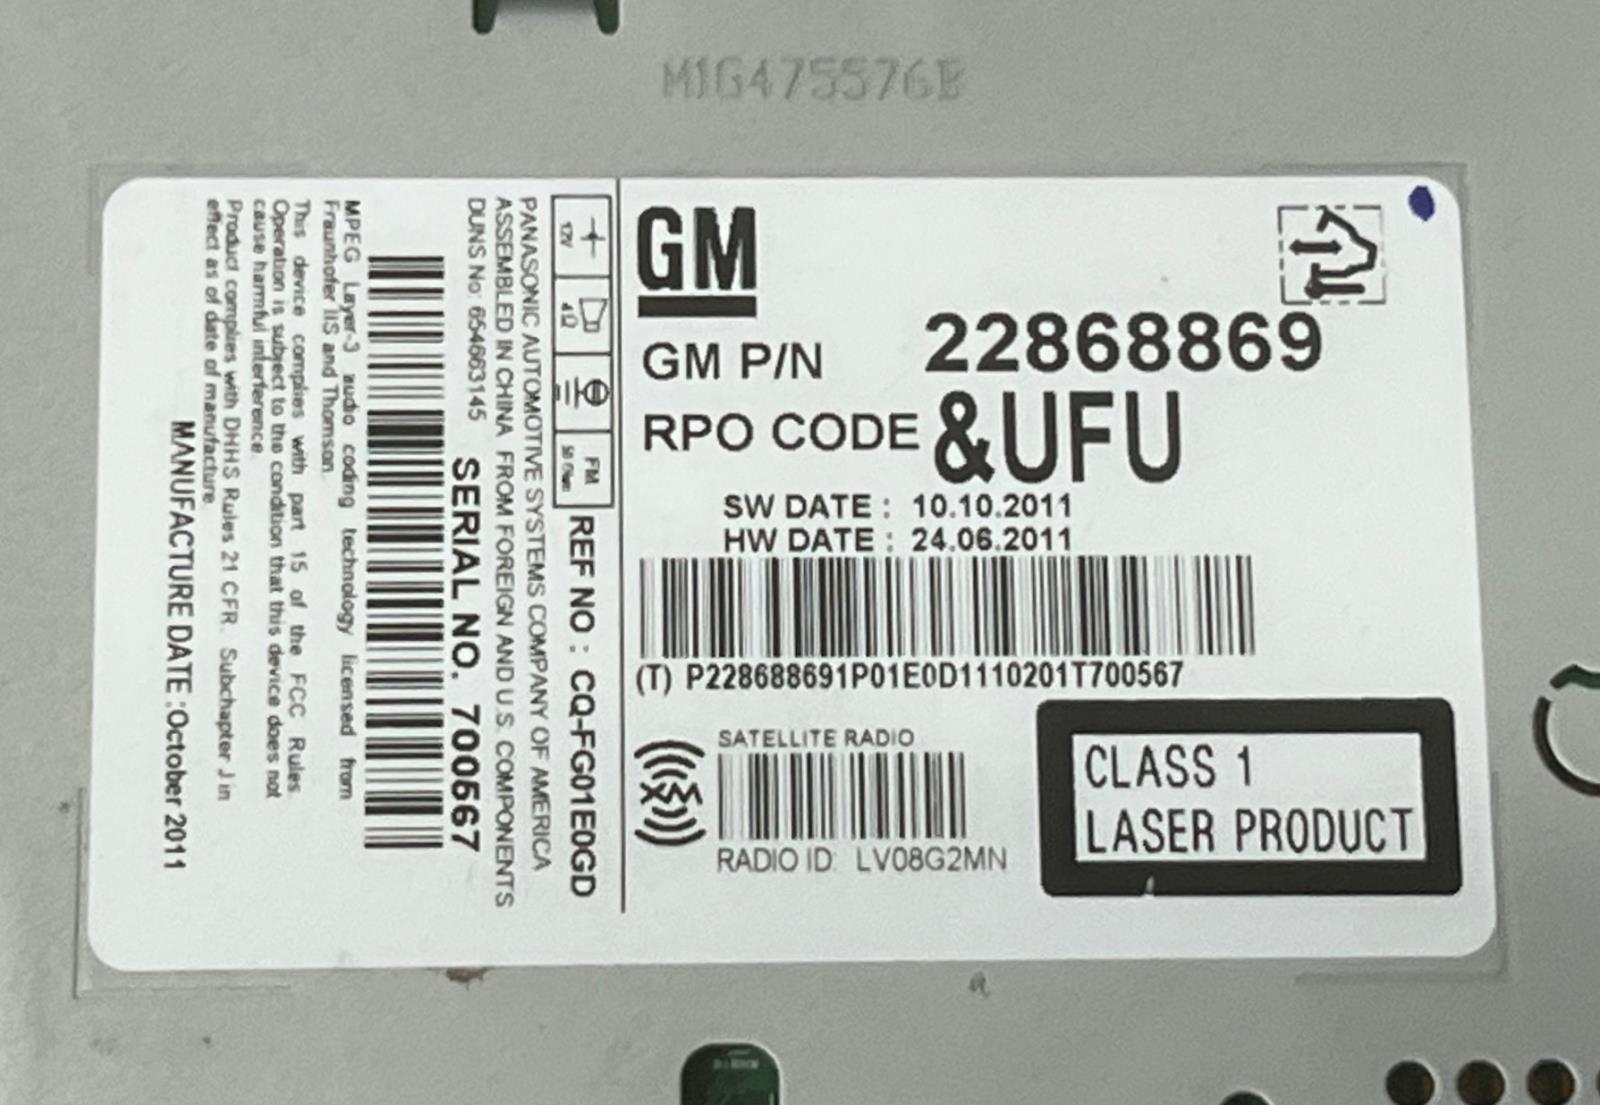 M1G475576B
GM
GM P/N 22868869
RPO CODE &UFU
SW DATE : 10.10.2011
HW DATE : 24.06.2011
(T) P228688691P01E0D1110201T700567
SATELLITE RADIO
RADIO ID: LV08G2MN
CLASS 1
LASER PRODUCT
12V
4Ω
FM
50 Ohm
REF NO : CQ-FG01E0GD
PANASONIC AUTOMOTIVE SYSTEMS COMPANY OF AMERICA
ASSEMBLED IN CHINA FROM FOREIGN AND U.S. COMPONENTS
DUNS No: 654663145
SERIAL NO. 700567
MPEG Layer-3 audio coding technology licensed from
Fraunhofer IIS and Thomson.
This device complies with part 15 of the FCC Rules.
Operation is subject to the condition that this device does not
cause harmful interference.
Product complies with DHHS Rules 21 CFR. Subchapter J in
effect as of date of manufacture.
MANUFACTURE DATE :October 2011